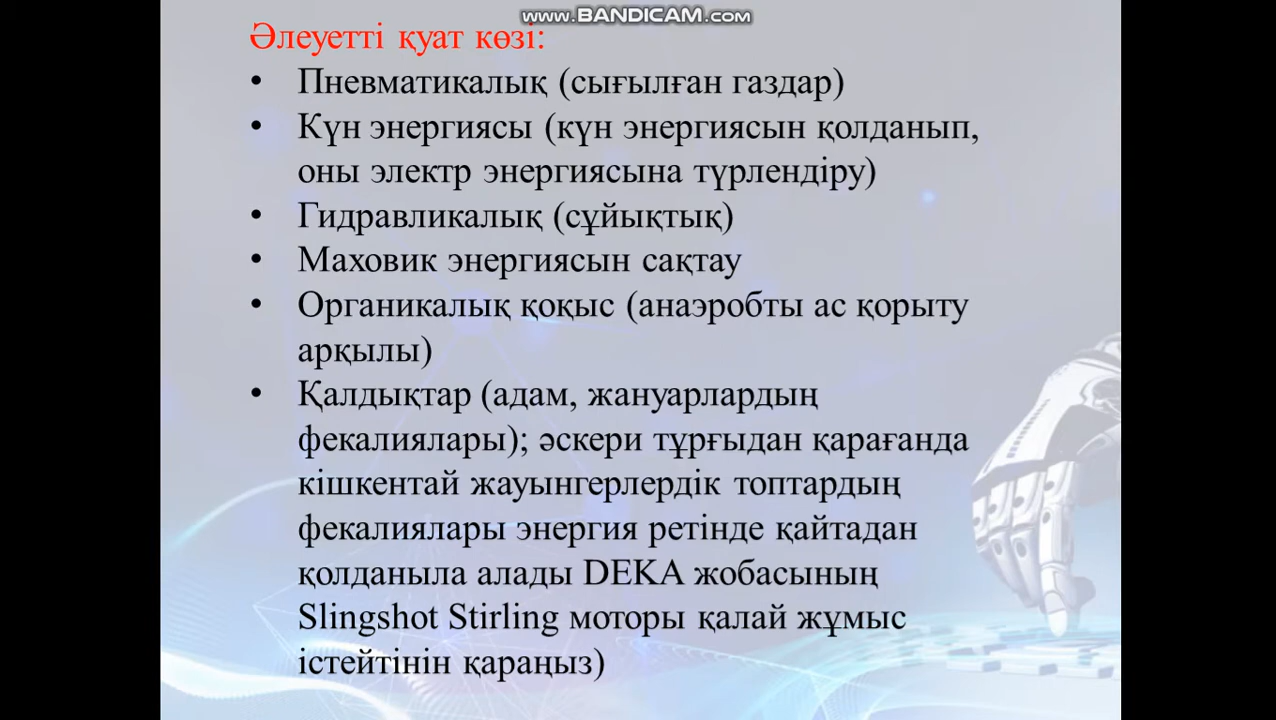 www.BANDICAM.com
Әлеуетті қуат көзі:
• Пневматикалық (сығылған газдар)
• Күн энергиясы (күн энергиясын қолданып,
оны электр энергиясына түрлендіру)
• Гидравликалық (сұйықтық)
• Маховик энергиясын сақтау
• Органикалық қоқыс (анаэробты ас қорыту
арқылы)
• Қалдықтар (адам, жануарлардың
фекалиялары); әскери тұрғыдан қарағанда
кішкентай жауынгерлердік топтардың
фекалиялары энергия ретінде қайтадан
қолданыла алады DEKA жобасының
Slingshot Stirling моторы қалай жұмыс
істейтінін қараңыз)